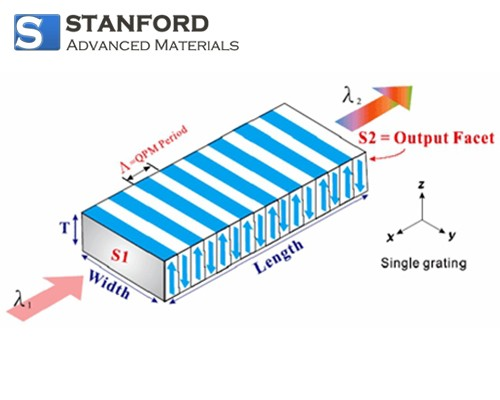 S
STANFORD
ADVANCED MATERIALS
λ2
Λ=QPM Period
S2 = Output Facet
T
S1
Width
Length
λ1
z
x
y
Single grating